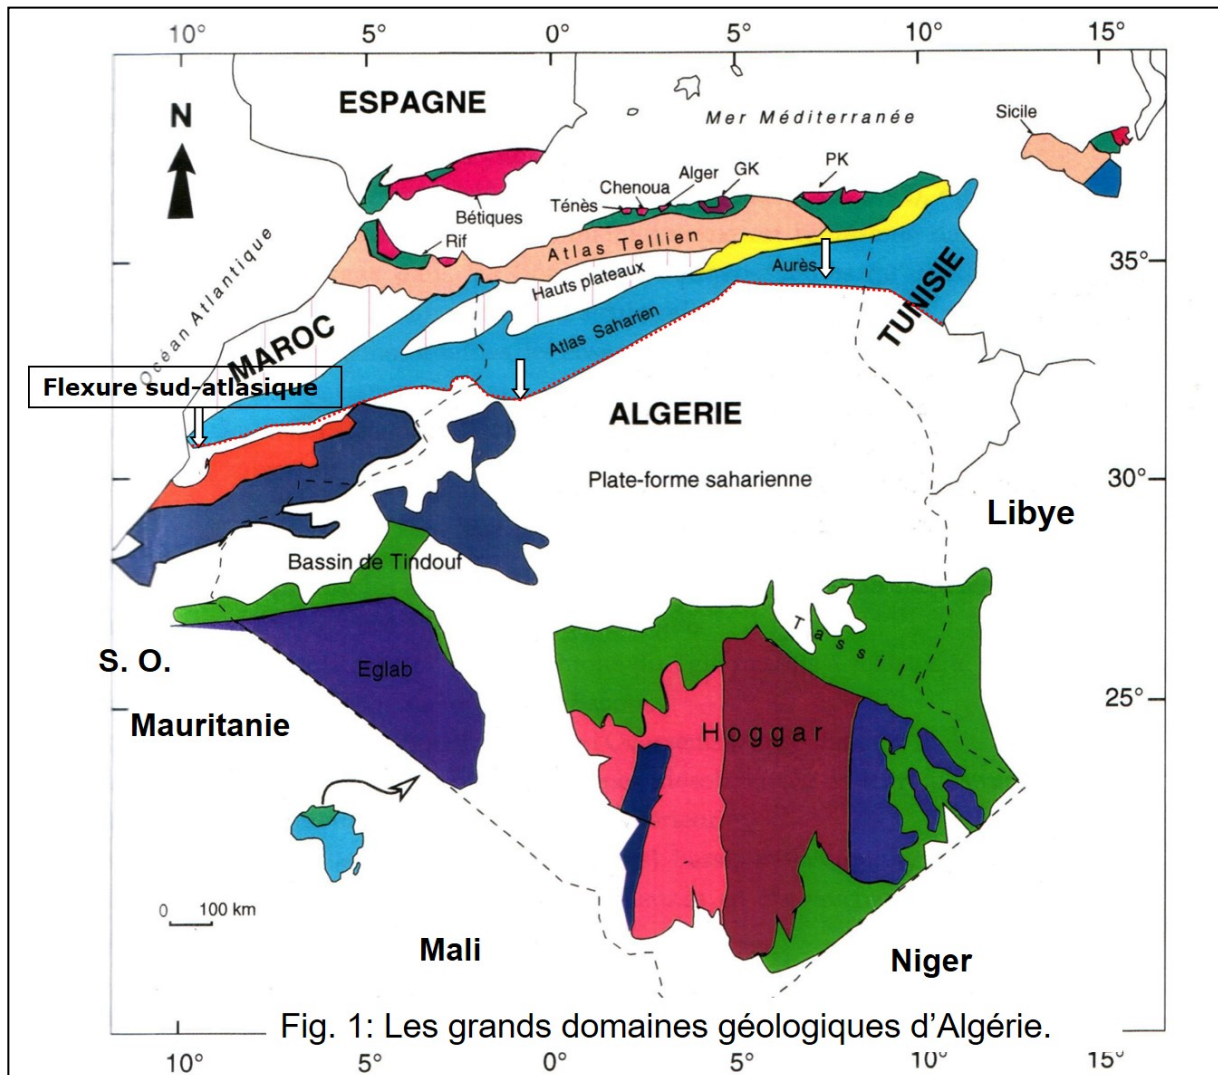 10° 5° 0° 5° 10° 15°
N
ESPAGNE
Mer Méditerranée
Sicile
Bétiques
Ténès
Chenoua
Alger
GK
PK
Rif
Atlas Tellien
Océan Atlantique
Hauts plateaux
Aurès
35°
TUNISIE
MAROC
Atlas Saharien
Flexure sud-atlasique
ALGERIE
Plate-forme saharienne
30°
Libye
Bassin de Tindouf
Tassili
S. O.
Eglab
25°
Mauritanie
Hoggar
0 100 km
Mali
Niger
Fig. 1: Les grands domaines géologiques d’Algérie.
10° 5° 0° 5° 10° 15°